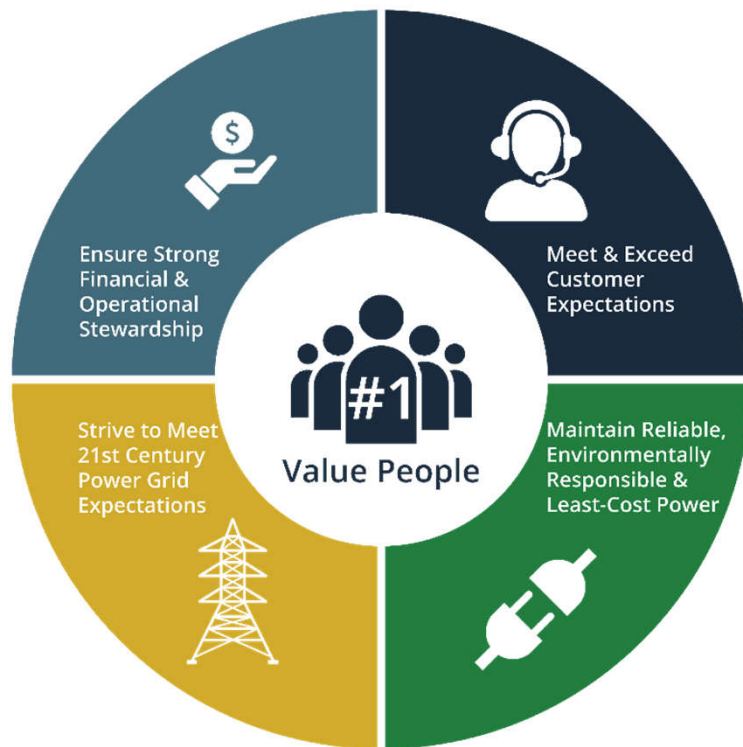 $
Ensure Strong
Financial &
Operational
Stewardship
Meet & Exceed
Customer
Expectations
#1
Value People
Strive to Meet
21st Century
Power Grid
Expectations
Maintain Reliable,
Environmentally
Responsible &
Least-Cost Power